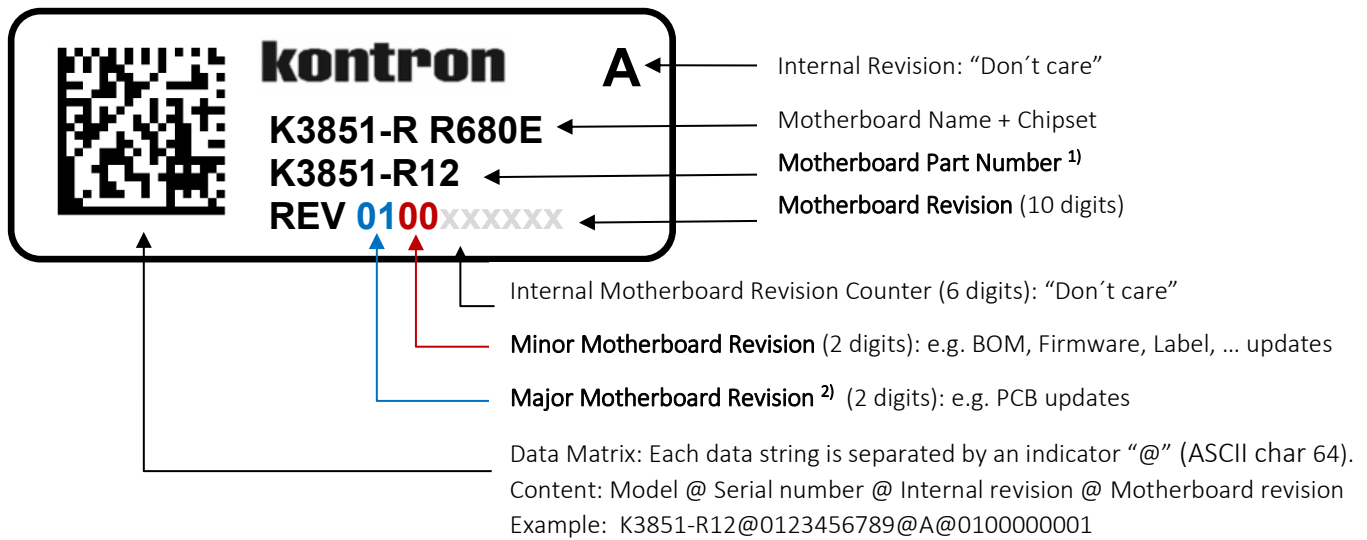 kontron
A
K3851-R R680E
K3851-R12
REV 0100xxxxxx
Internal Revision: “Don´t care”
Motherboard Name + Chipset
Motherboard Part Number 1)
Motherboard Revision (10 digits)
Internal Motherboard Revision Counter (6 digits): “Don´t care”
Minor Motherboard Revision (2 digits): e.g. BOM, Firmware, Label, ... updates
Major Motherboard Revision 2) (2 digits): e.g. PCB updates
Data Matrix: Each data string is separated by an indicator “@” (ASCII char 64).
Content: Model @ Serial number @ Internal revision @ Motherboard revision
Example: K3851-R12@0123456789@A@0100000001